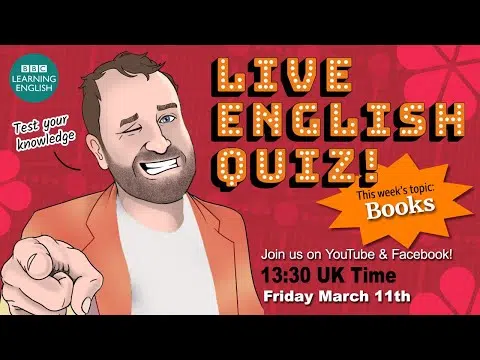 BBC
LEARNING
ENGLISH
Test your
knowledge
LIVE
ENGLISH
QUIZ!
This week's topic:
Books
Join us on YouTube & Facebook!
13:30 UK Time
Friday March 11th